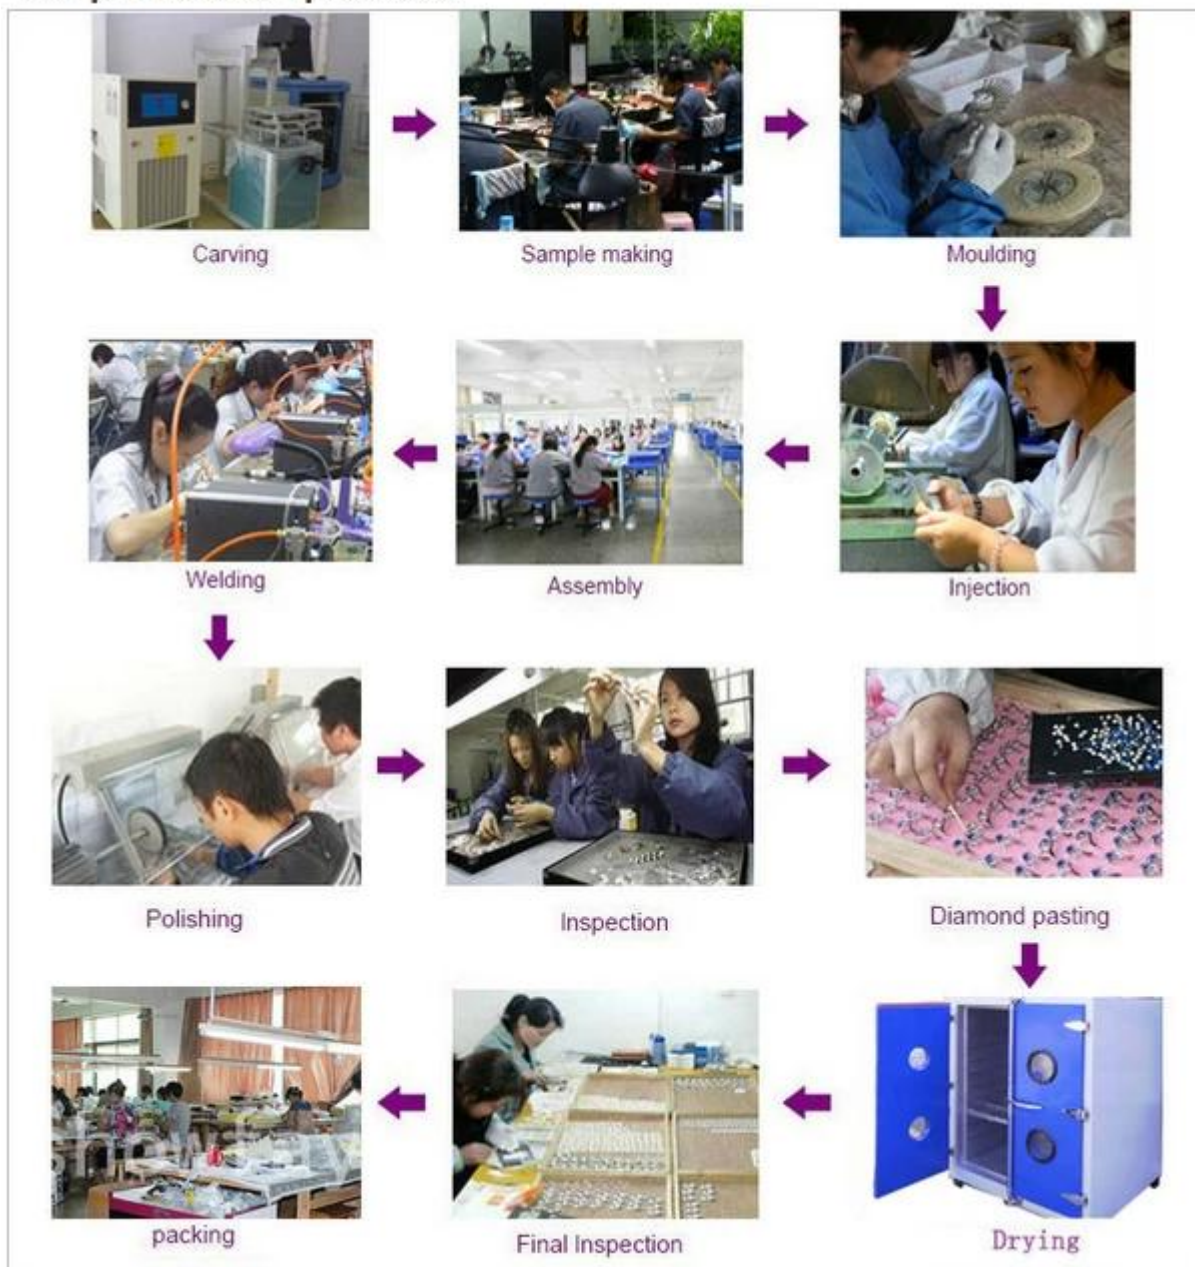 Carving
Sample making
Moulding
Welding
Assembly
Injection
Polishing
Inspection
Diamond pasting
packing
Final Inspection
Drying